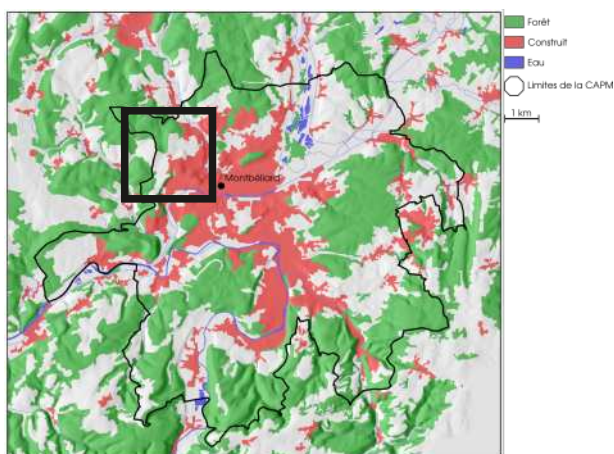 Forêt
Construit
Eau
Limites de la CAPM
1 km
Montbéliard